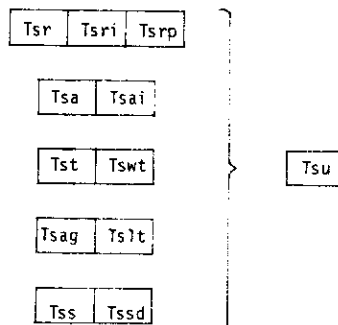 Tsr Tsri Tsrp
Tsa Tsai
Tst Tswt
Tsu
Tsag Tslt
Tss Tssd